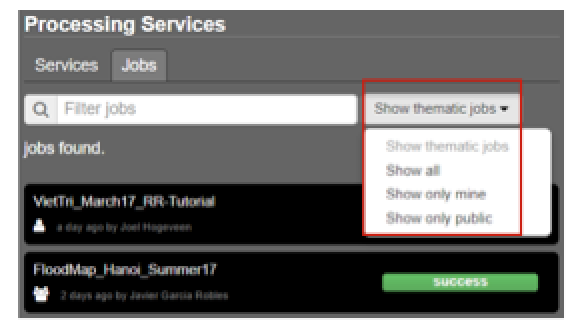 Processing Services
Services Jobs
Filter jobs
Show thematic jobs
jobs found.
Show thematic jobs
Show all
Show only mine
Show only public
VietTri_March17_RR-Tutorial
a day ago by Joel Hogeveen
FloodMap_Hanoi_Summer17
success
2 days ago by Javier Garcia Robles